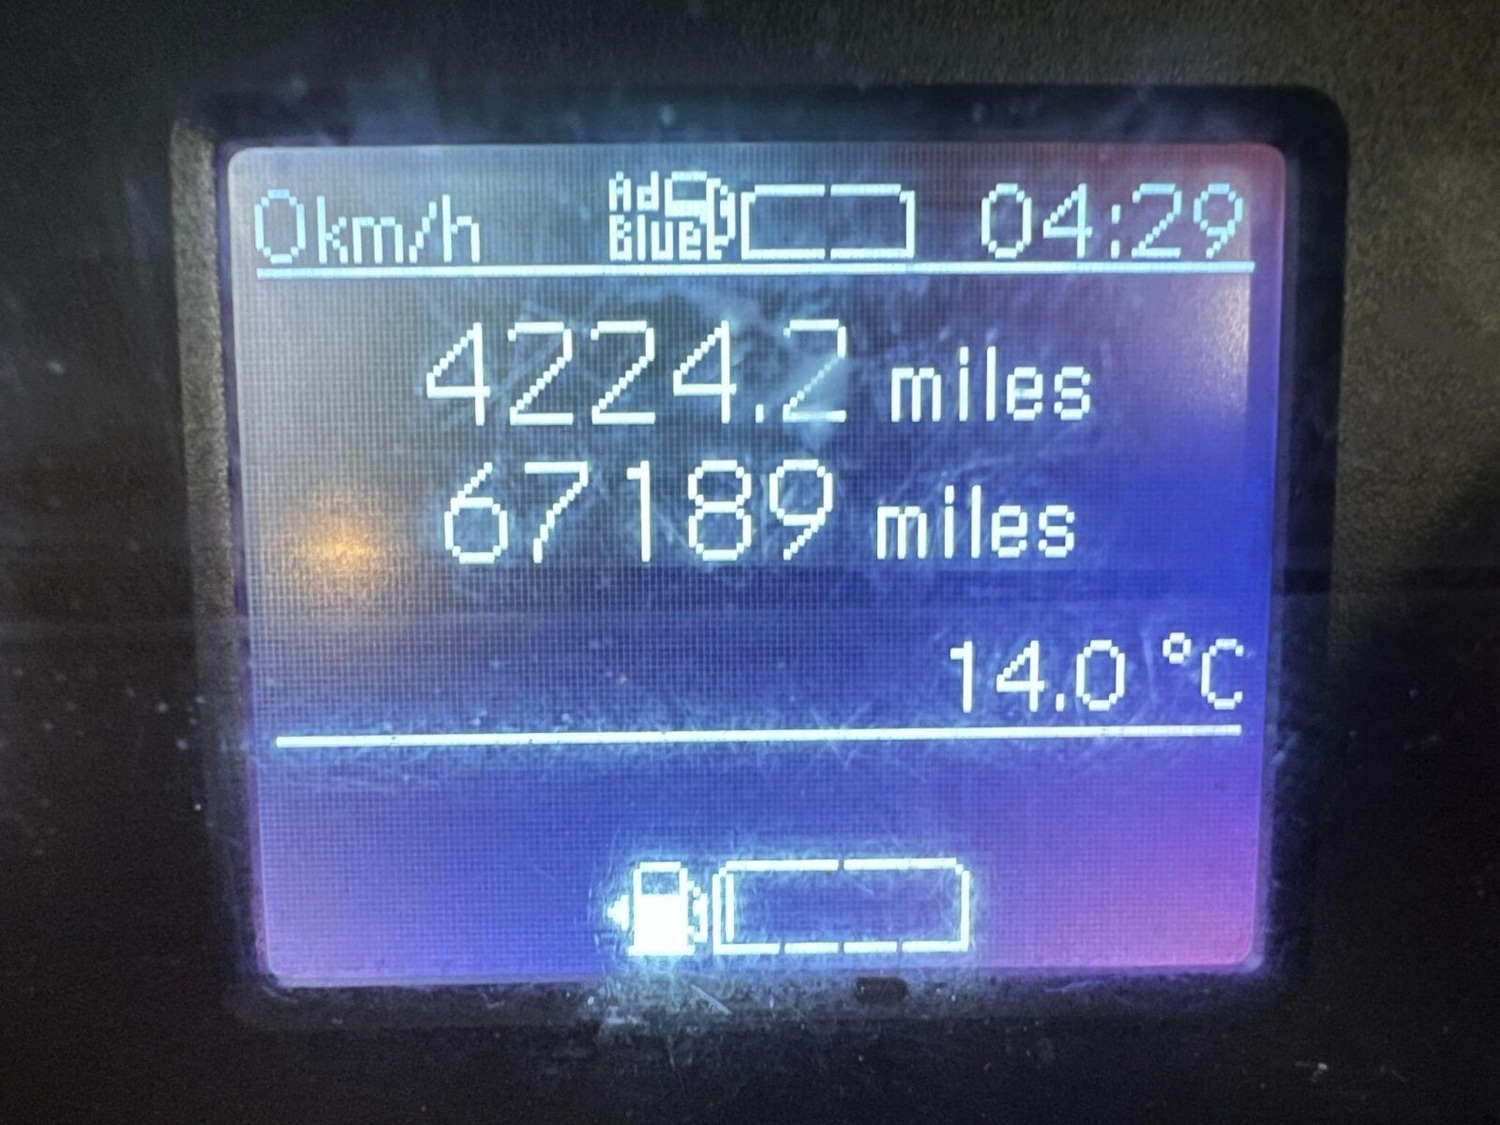 0km/h Ad Blue 04:29
4224.2 miles
67189 miles
14.0 °C